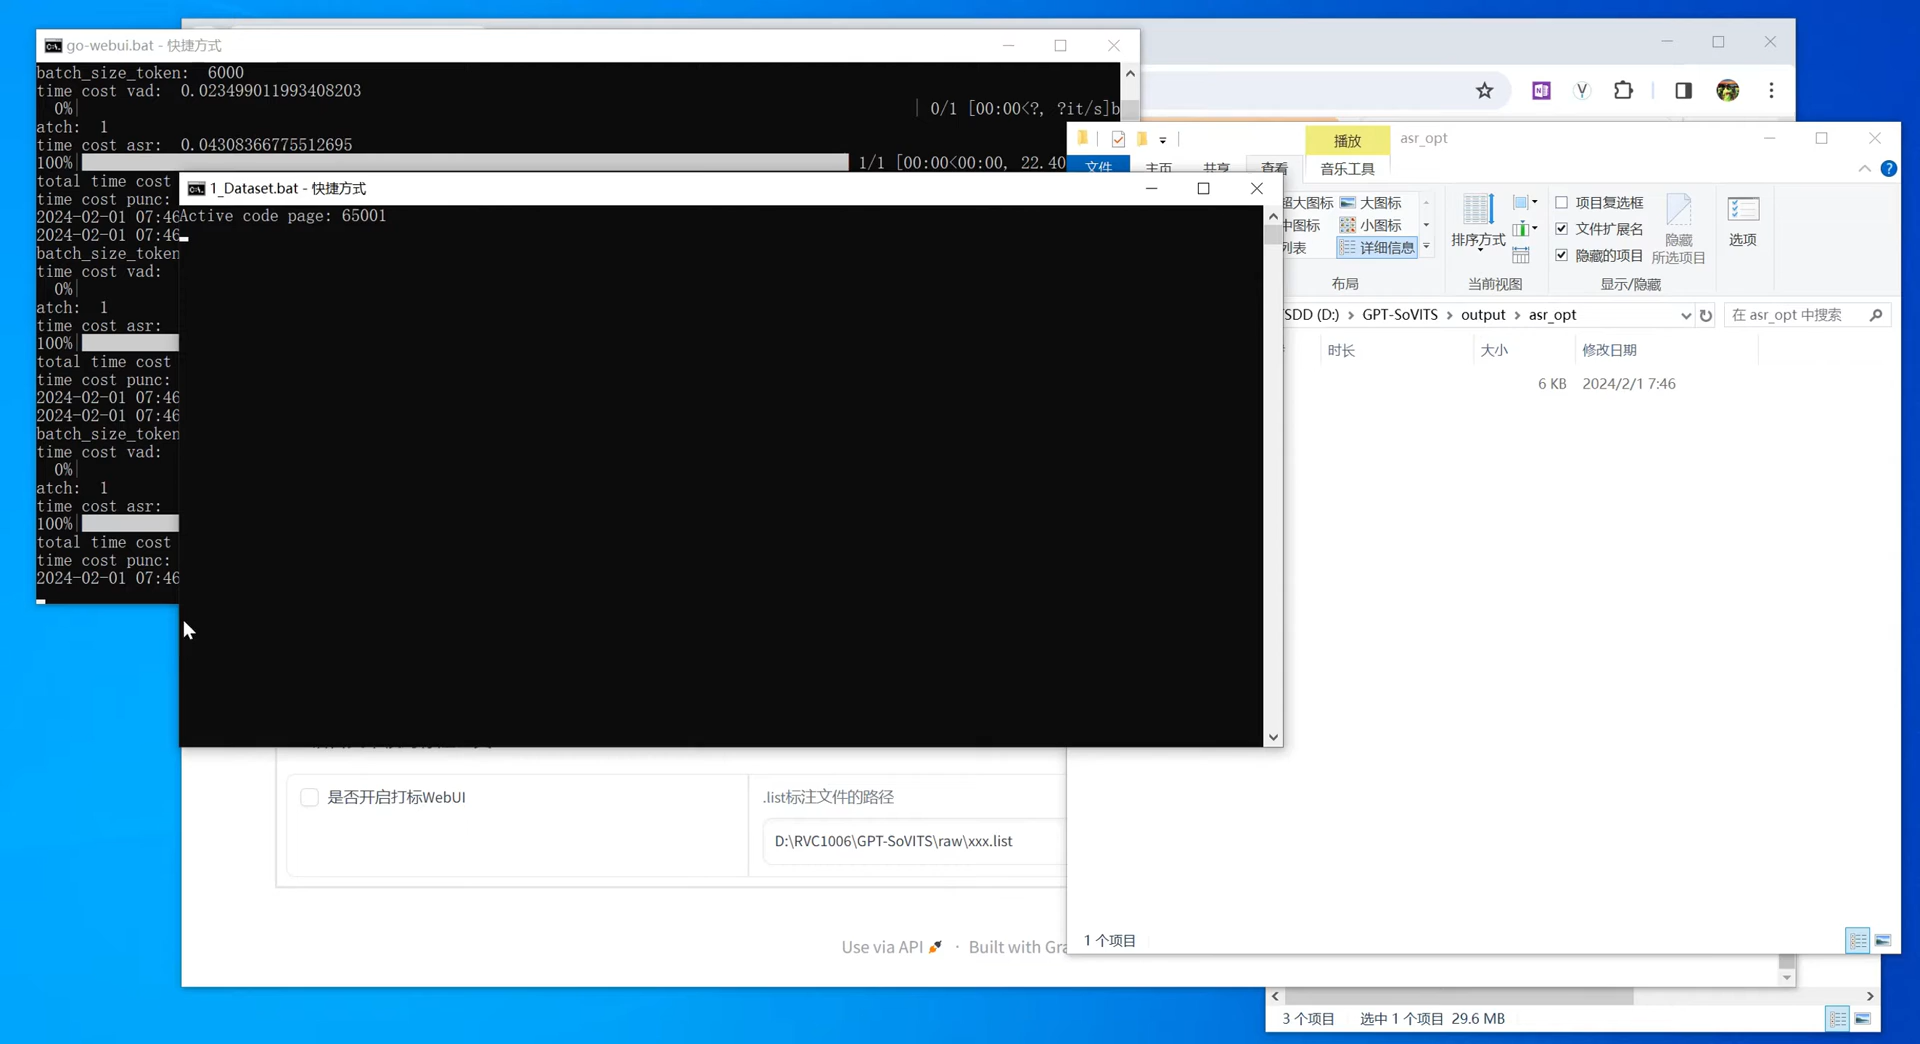 go-webui.bat - 快捷方式
batch_size_token:  6000
time cost vad:  0.023499011993408203
0%| | 0/1 [00:00<?, ?it/s]b
atch:  1
time cost asr:  0.04308366775512695
100%| 1/1 [00:00<00:00, 22.40
total time cost
time cost punc:
2024-02-01 07:46
2024-02-01 07:46
batch_size_token
time cost vad:
0%|
atch:  1
time cost asr:
100%|
total time cost
time cost punc:
2024-02-01 07:46
2024-02-01 07:46
batch_size_token
time cost vad:
0%|
atch:  1
time cost asr:
100%|
total time cost
time cost punc:
2024-02-01 07:46
1_Dataset.bat - 快捷方式
Active code page: 65001
播放
asr_opt
文件
主页
共享
查看
音乐工具
超大图标
大图标
中图标
小图标
列表
详细信息
布局
排序方式
当前视图
项目复选框
文件扩展名
隐藏的项目
隐藏
所选项目
显示/隐藏
选项
SDD (D:) › GPT-SoVITS › output › asr_opt
在 asr_opt 中搜索
时长
大小
修改日期
6 KB
2024/2/1 7:46
1 个项目
是否开启打标WebUI
.list标注文件的路径
D:\RVC1006\GPT-SoVITS\raw\xxx.list
Use via API · Built with Gra
3 个项目
选中 1 个项目 29.6 MB